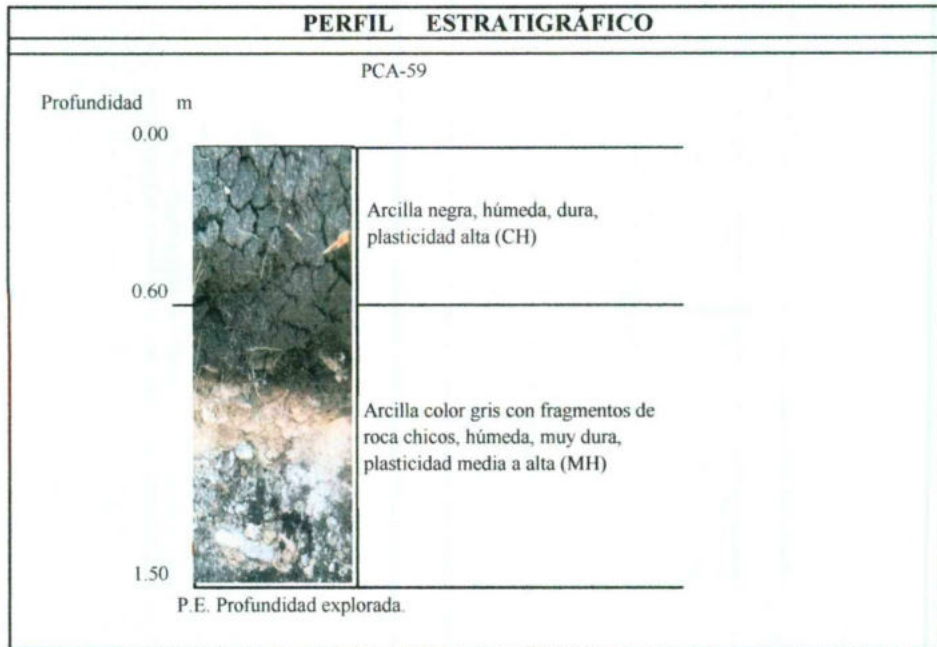 PERFIL ESTRATIGRÁFICO
PCA-59
Profundidad m
0.00
Arcilla negra, húmeda, dura,
plasticidad alta (CH)
0.60
Arcilla color gris con fragmentos de
roca chicos, húmeda, muy dura,
plasticidad media a alta (MH)
1.50
P.E. Profundidad explorada.